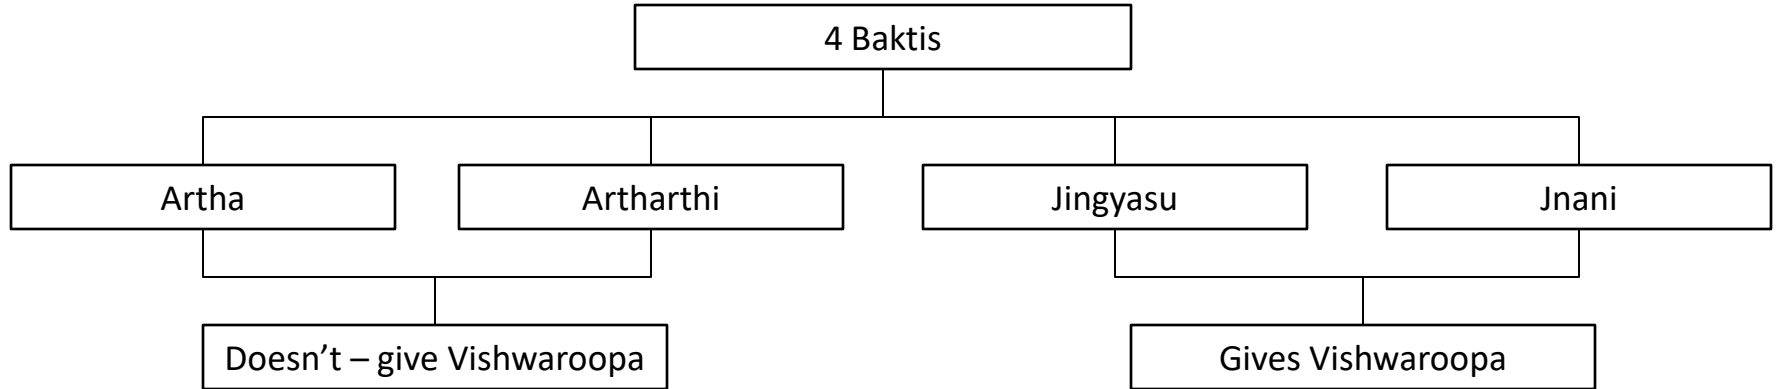 4 Baktis
Artha
Artharthi
Jingyasu
Jnani
Doesn’t – give Vishwaroopa
Gives Vishwaroopa